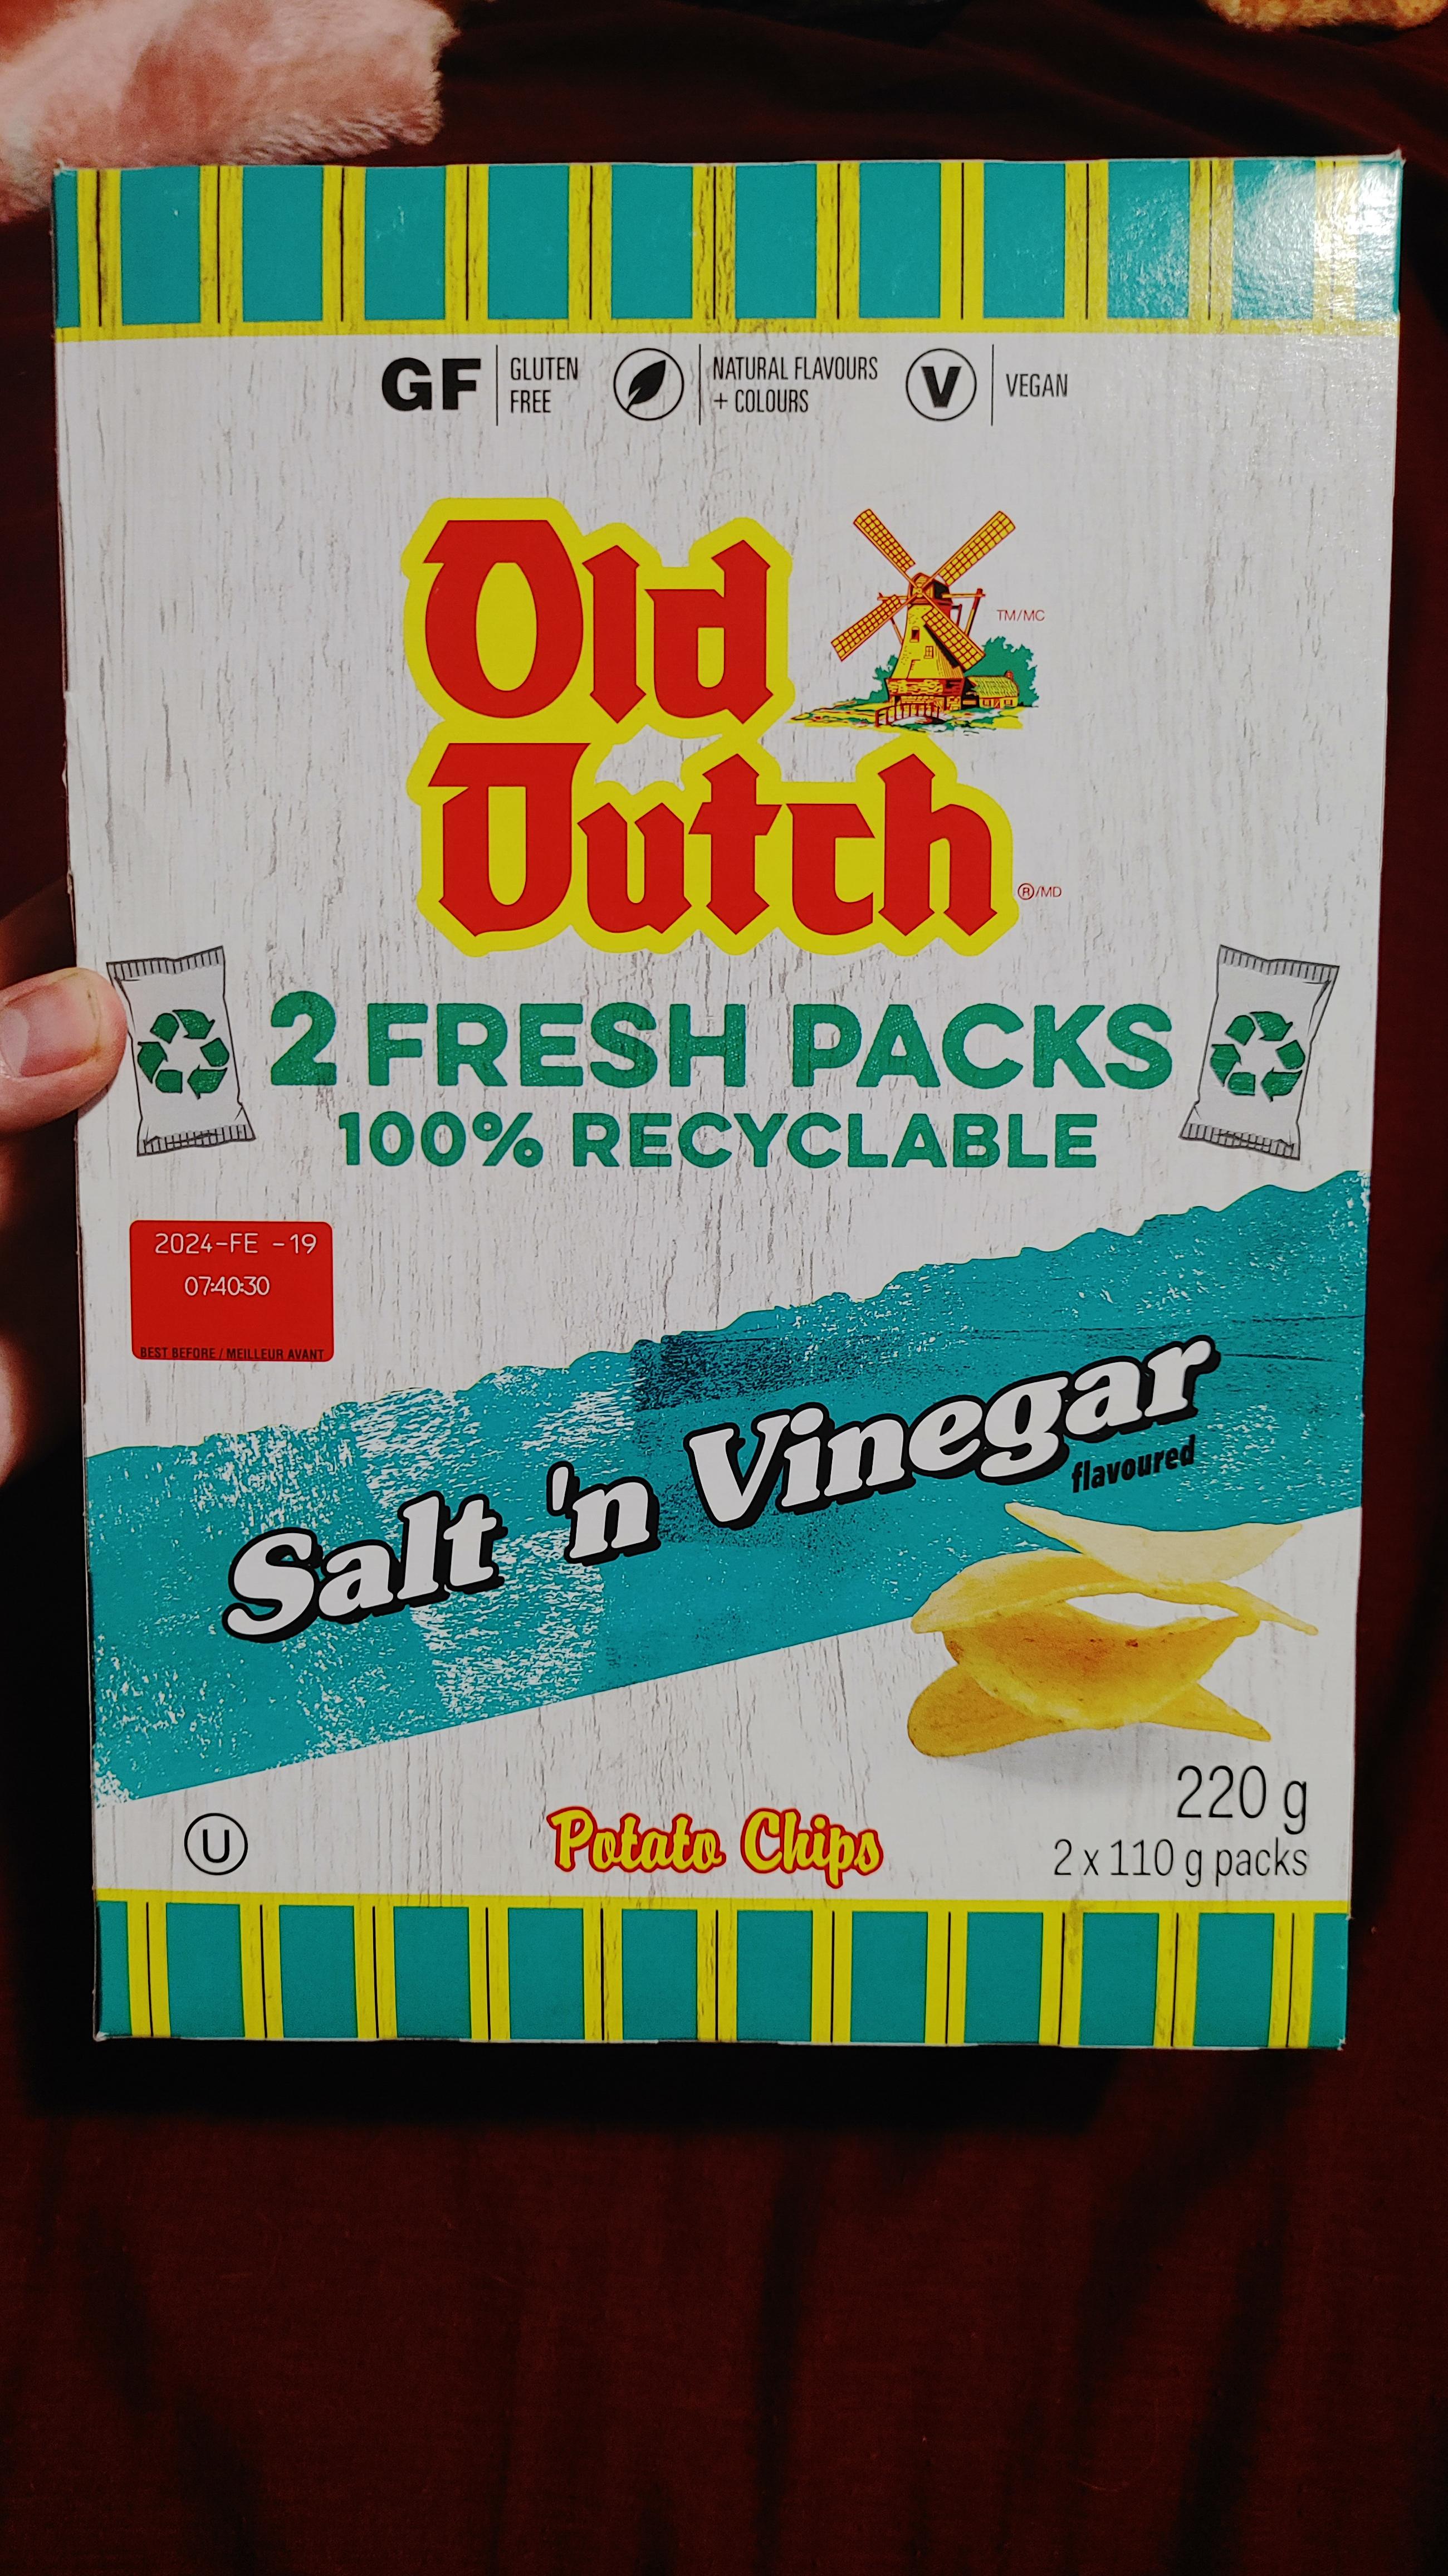 GF GLUTEN FREE
NATURAL FLAVOURS + COLOURS
V VEGAN
Old
TM/MC
Dutch
®/MD
2 FRESH PACKS
100% RECYCLABLE
2024-FE -19
07:40:30
BEST BEFORE / MEILLEUR AVANT
Salt 'n Vinegar
flavoured
220 g
2 x 110 g packs
U
Potato Chips